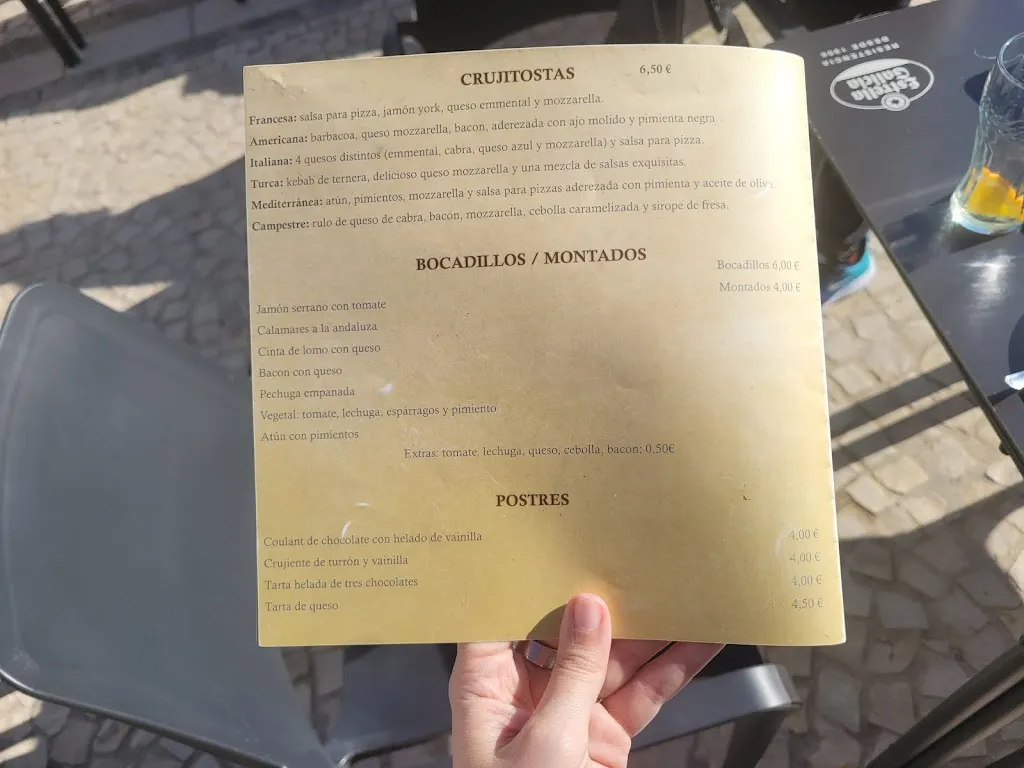 CRUJITOSTAS 6,50 €
Francesa: salsa para pizza, jamón york, queso emmental y mozzarella.
Americana: barbacoa, queso mozzarella, bacon, aderezada con ajo molido y pimienta negra.
Italiana: 4 quesos distintos (emmental, cabra, queso azul y mozzarella) y salsa para pizza.
Turca: kebab de ternera, delicioso queso mozzarella y una mezcla de salsas exquisitas.
Mediterránea: atún, pimientos, mozzarella y salsa para pizzas aderezada con pimienta y aceite de oliva.
Campestre: rulo de queso de cabra, bacon, mozzarella, cebolla caramelizada y sirope de fresa.
BOCADILLOS / MONTADOS
Bocadillos 6,00 €
Montados 4,00 €
Jamón serrano con tomate
Calamares a la andaluza
Cinta de lomo con queso
Bacon con queso
Pechuga empanada
Vegetal: tomate, lechuga, espárragos y pimiento
Atún con pimientos
Extras: tomate, lechuga, queso, cebolla, bacon: 0,50€
POSTRES
Coulant de chocolate con helado de vainilla 4,00 €
Crujiente de turrón y vainilla 4,00 €
Tarta helada de tres chocolates 4,00 €
Tarta de queso 4,50 €
Estrella
Galicia
RESISTENCIA
DESDE 1906